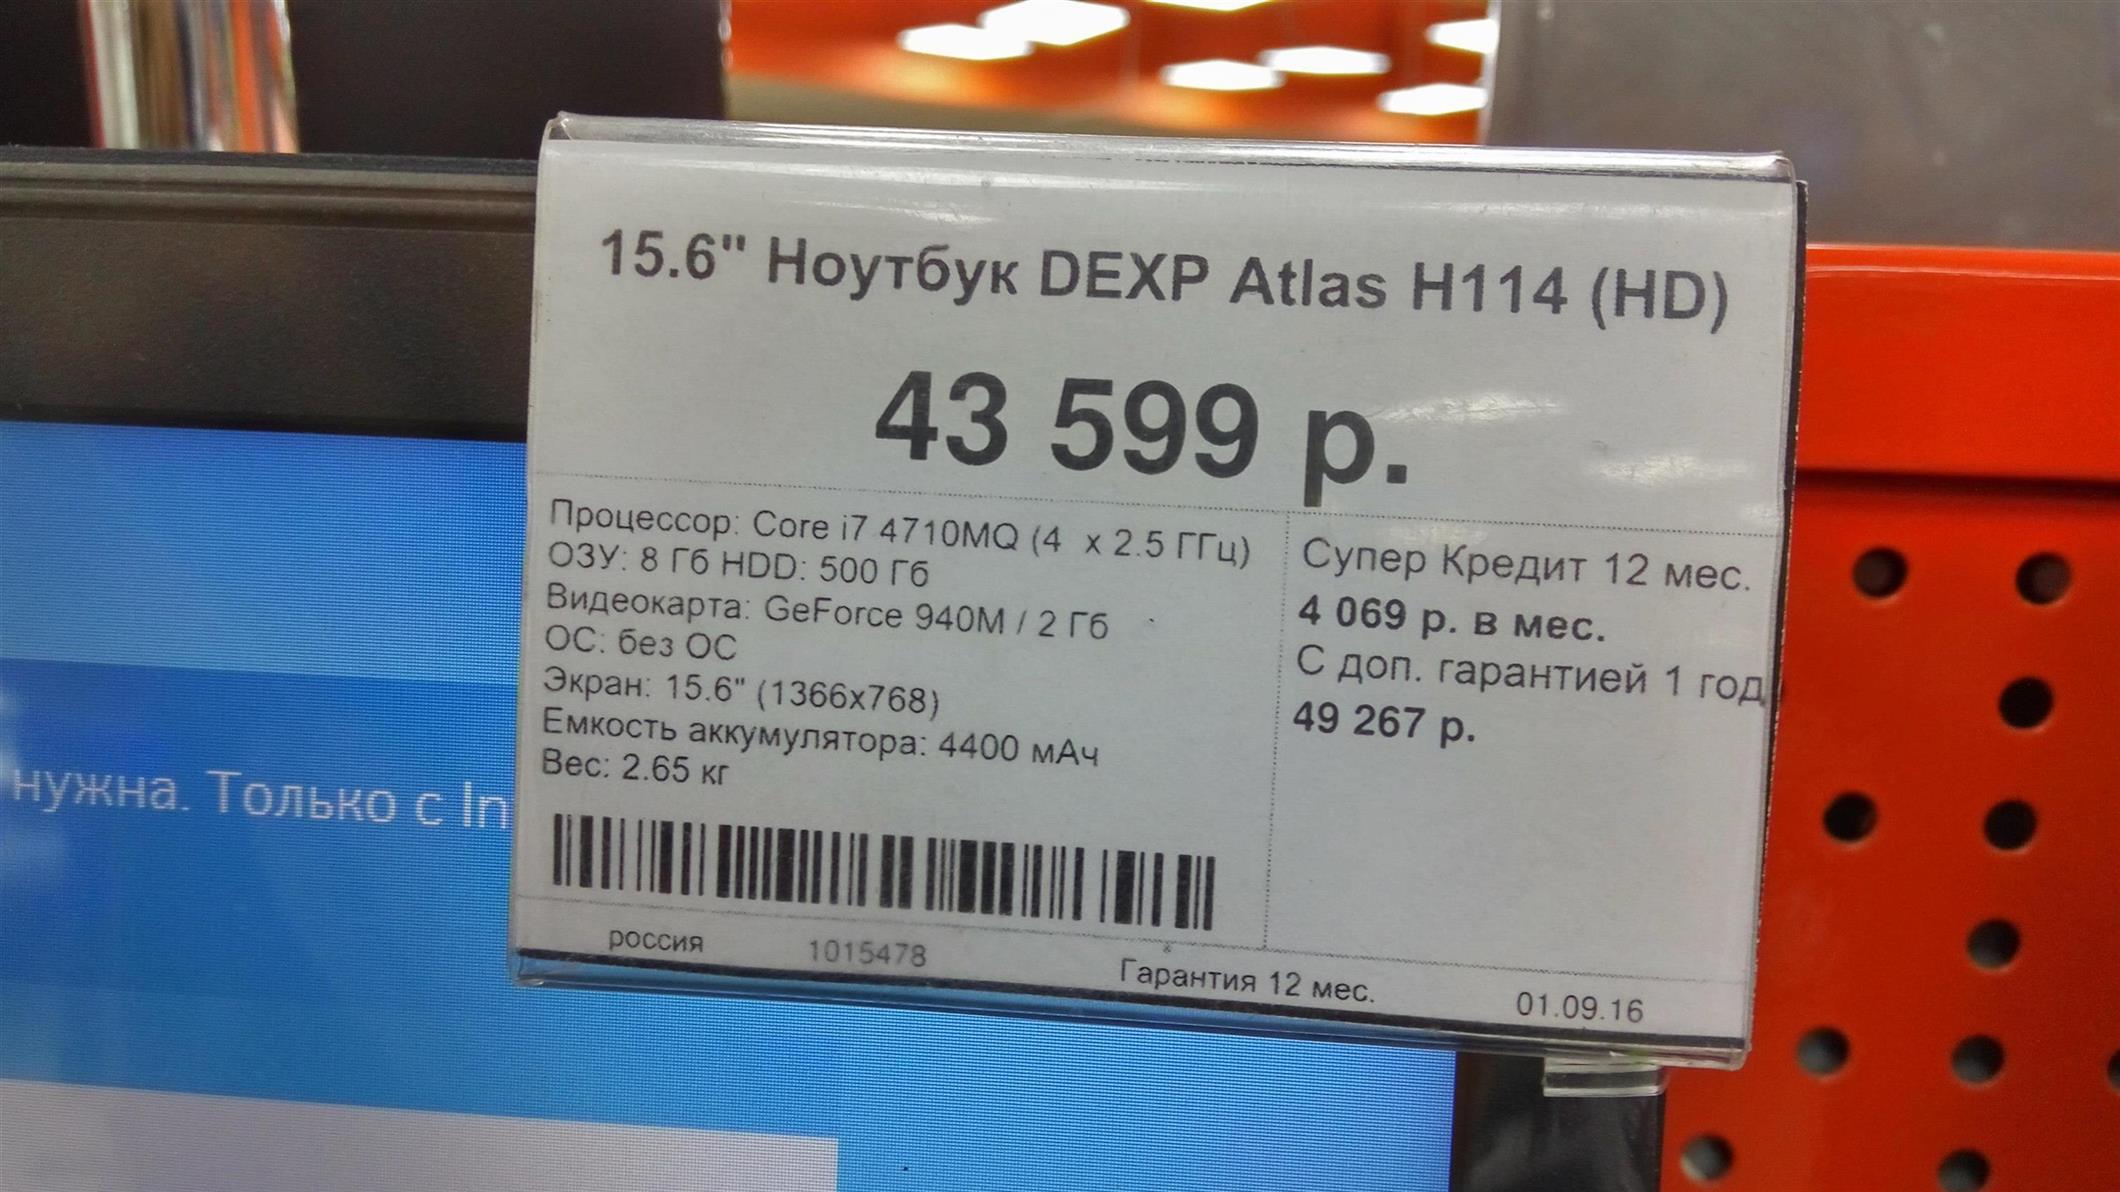 15.6" Ноутбук DEXP Atlas H114 (HD)
43 599 р.
Процессор: Core i7 4710MQ (4  x 2.5 ГГц)
ОЗУ: 8 Гб HDD: 500 Гб
Видеокарта: GeForce 940M / 2 Гб
ОС: без ОС
Экран: 15.6" (1366x768)
Емкость аккумулятора: 4400 мАч
Вес: 2.65 кг
Супер Кредит 12 мес.
4 069 р. в мес.
С доп. гарантией 1 год
49 267 р.
россия 1015478 Гарантия 12 мес. 01.09.16
нужна. Только с In